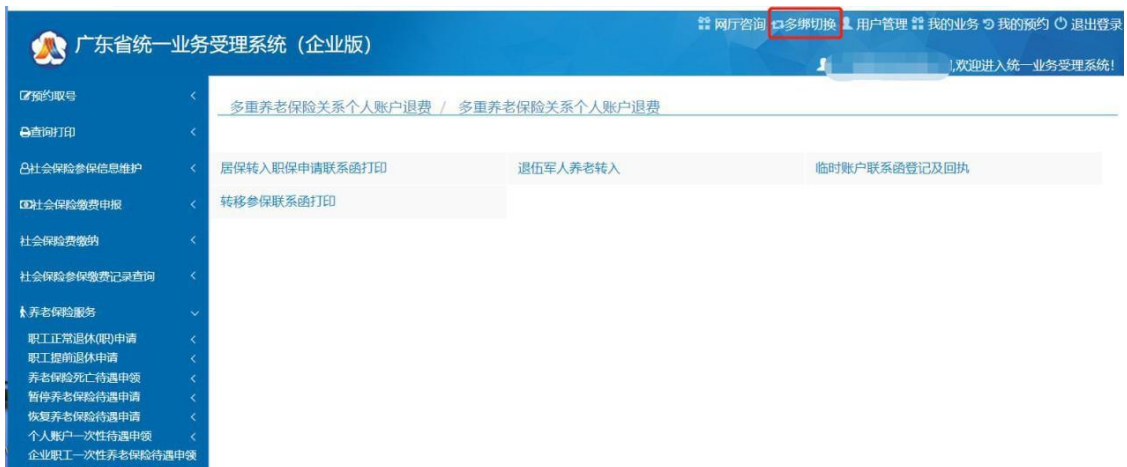 网厅咨询 多绑切换 用户管理 我的业务 我的预约 退出登录
广东省统一业务受理系统（企业版）
,欢迎进入统一业务受理系统!
预约取号
多重养老保险关系个人账户退费 / 多重养老保险关系个人账户退费
查询打印
社会保险参保信息维护
居保转入职保申请联系函打印 退伍军人养老转入 临时账户联系函登记及回执
社会保险缴费申报
转移参保联系函打印
社会保险费缴纳
社会保险参保缴费记录查询
养老保险服务
职工正常退休(职)申请
职工提前退休申请
养老保险死亡待遇申领
暂停养老保险待遇申请
恢复养老保险待遇申请
个人账户一次性待遇申领
企业职工一次性养老保险待遇申领